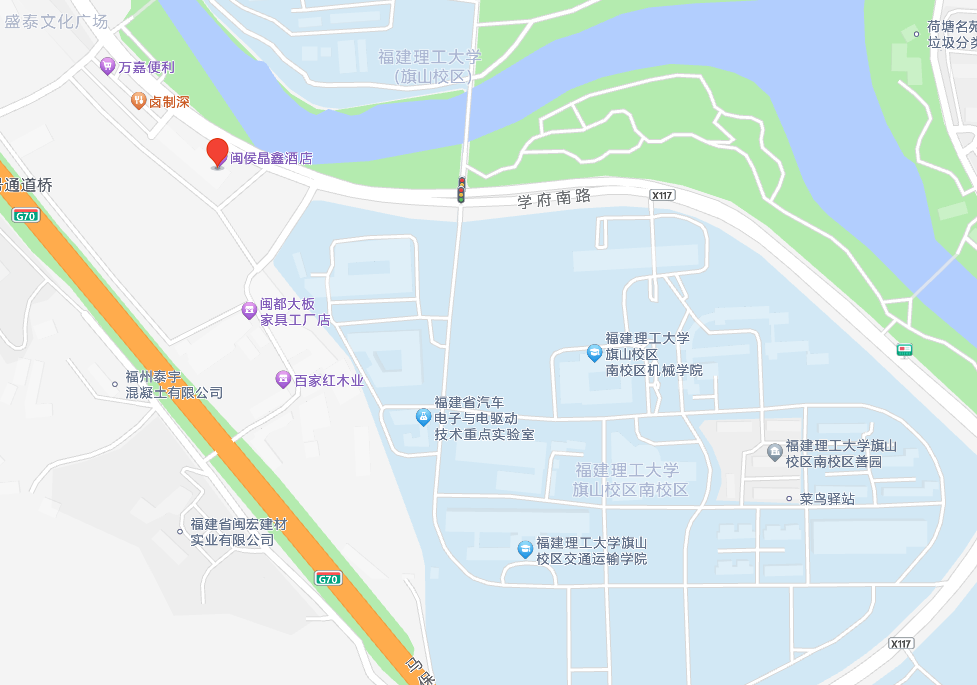 盛泰文化广场
福建理工大学
(旗山校区)
荷塘名苑
垃圾分类
万嘉便利
卤制深
闽侯晶鑫酒店
号通道桥
G70
学府南路
X117
闽都大板
家具工厂店
福建理工大学
旗山校区
南校区机械学院
福州泰宇
混凝土有限公司
百家红木业
福建省汽车
电子与电驱动
技术重点实验室
福建理工大学旗山
校区南校区善园
福建理工大学
旗山校区南校区
菜鸟驿站
福建省闽宏建材
实业有限公司
福建理工大学旗山
校区交通运输学院
G70
X117
马保